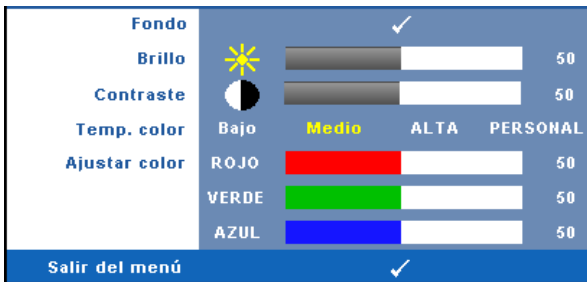 Fondo
Brillo 50
Contraste 50
Temp. color Bajo Medio ALTA PERSONAL
Ajustar color ROJO 50
VERDE 50
AZUL 50
Salir del menú